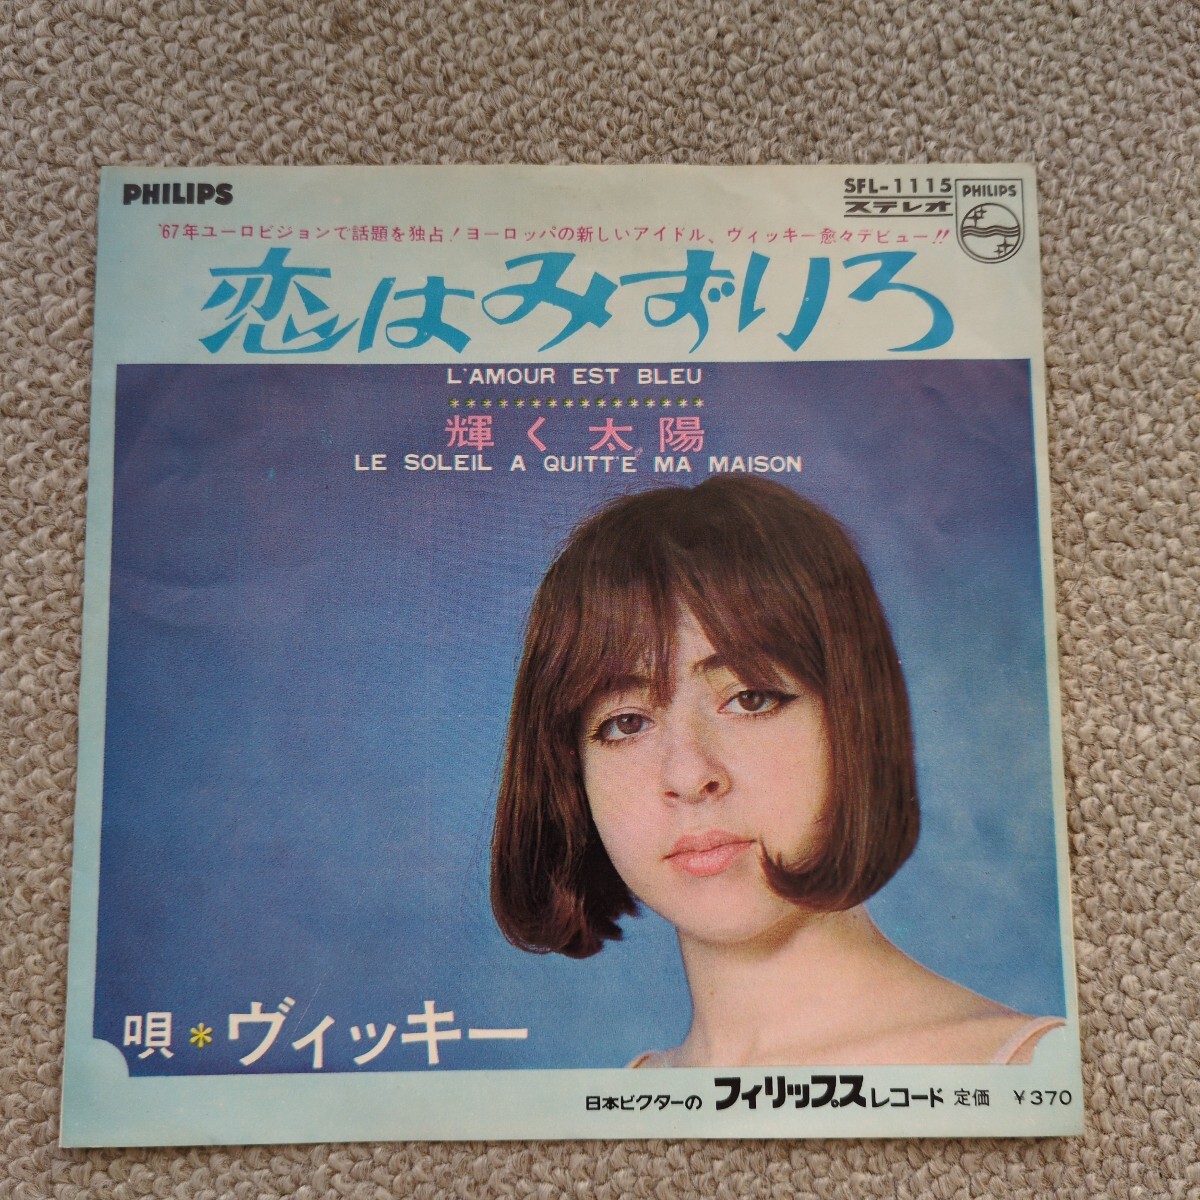 PHILIPS
SFL-1115
ステレオ
PHILIPS
'67年ユーロビジョンで話題を独占！ヨーロッパの新しいアイドル、ヴィッキー愈々デビュー!!
恋はみずいろ
L'AMOUR EST BLEU
****************
輝く太陽
LE SOLEIL A QUITT'E MA MAISON
唄*ヴィッキー
日本ビクターの フィリップスレコード 定価 ￥370